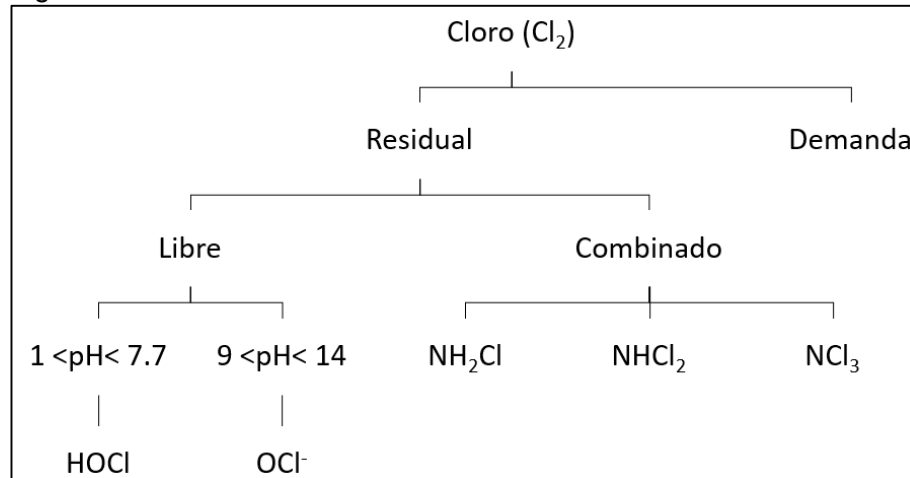 Cloro (Cl₂)
Residual Demanda
Libre Combinado
1 <pH< 7.7 9 <pH< 14 NH₂Cl NHCl₂ NCl₃
HOCl OCl⁻